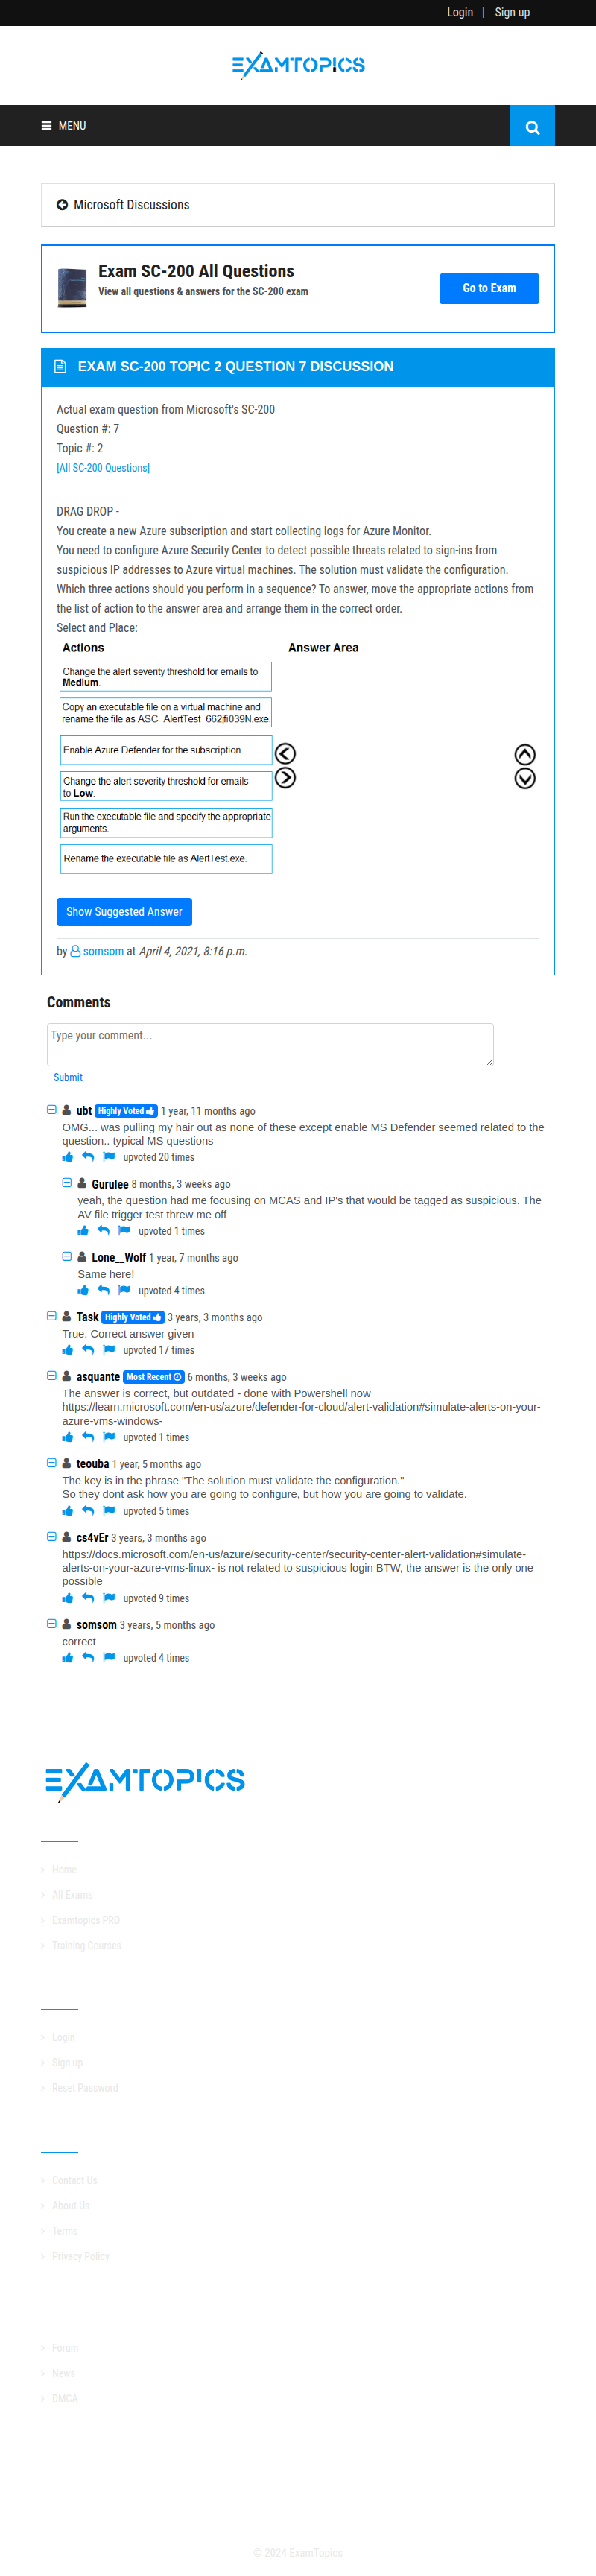 Login | Sign up
EXAMTOPICS
MENU
Microsoft Discussions
Exam SC-200 All Questions
View all questions & answers for the SC-200 exam
Go to Exam
EXAM SC-200 TOPIC 2 QUESTION 7 DISCUSSION
Actual exam question from Microsoft's SC-200
Question #: 7
Topic #: 2
[All SC-200 Questions]
DRAG DROP -
You create a new Azure subscription and start collecting logs for Azure Monitor.
You need to configure Azure Security Center to detect possible threats related to sign-ins from
suspicious IP addresses to Azure virtual machines. The solution must validate the configuration.
Which three actions should you perform in a sequence? To answer, move the appropriate actions from
the list of action to the answer area and arrange them in the correct order.
Select and Place:
Actions
Answer Area
Change the alert severity threshold for emails to
Medium.
Copy an executable file on a virtual machine and
rename the file as ASC_AlertTest_662jfi039N.exe.
Enable Azure Defender for the subscription.
Change the alert severity threshold for emails
to Low.
Run the executable file and specify the appropriate
arguments.
Rename the executable file as AlertTest.exe.
Show Suggested Answer
by somsom at April 4, 2021, 8:16 p.m.
Comments
Type your comment...
Submit
ubt Highly Voted 1 year, 11 months ago
OMG... was pulling my hair out as none of these except enable MS Defender seemed related to the
question.. typical MS questions
upvoted 20 times
Gurulee 8 months, 3 weeks ago
yeah, the question had me focusing on MCAS and IP's that would be tagged as suspicious. The
AV file trigger test threw me off
upvoted 1 times
Lone__Wolf 1 year, 7 months ago
Same here!
upvoted 4 times
Task Highly Voted 3 years, 3 months ago
True. Correct answer given
upvoted 17 times
asquante Most Recent 6 months, 3 weeks ago
The answer is correct, but outdated - done with Powershell now
https://learn.microsoft.com/en-us/azure/defender-for-cloud/alert-validation#simulate-alerts-on-your-
azure-vms-windows-
upvoted 1 times
teouba 1 year, 5 months ago
The key is in the phrase "The solution must validate the configuration."
So they dont ask how you are going to configure, but how you are going to validate.
upvoted 5 times
cs4vEr 3 years, 3 months ago
https://docs.microsoft.com/en-us/azure/security-center/security-center-alert-validation#simulate-
alerts-on-your-azure-vms-linux- is not related to suspicious login BTW, the answer is the only one
possible
upvoted 9 times
somsom 3 years, 5 months ago
correct
upvoted 4 times
EXAMTOPICS
Home
All Exams
Examtopics PRO
Training Courses
Login
Sign up
Reset Password
Contact Us
About Us
Terms
Privacy Policy
Forum
News
DMCA
© 2024 ExamTopics